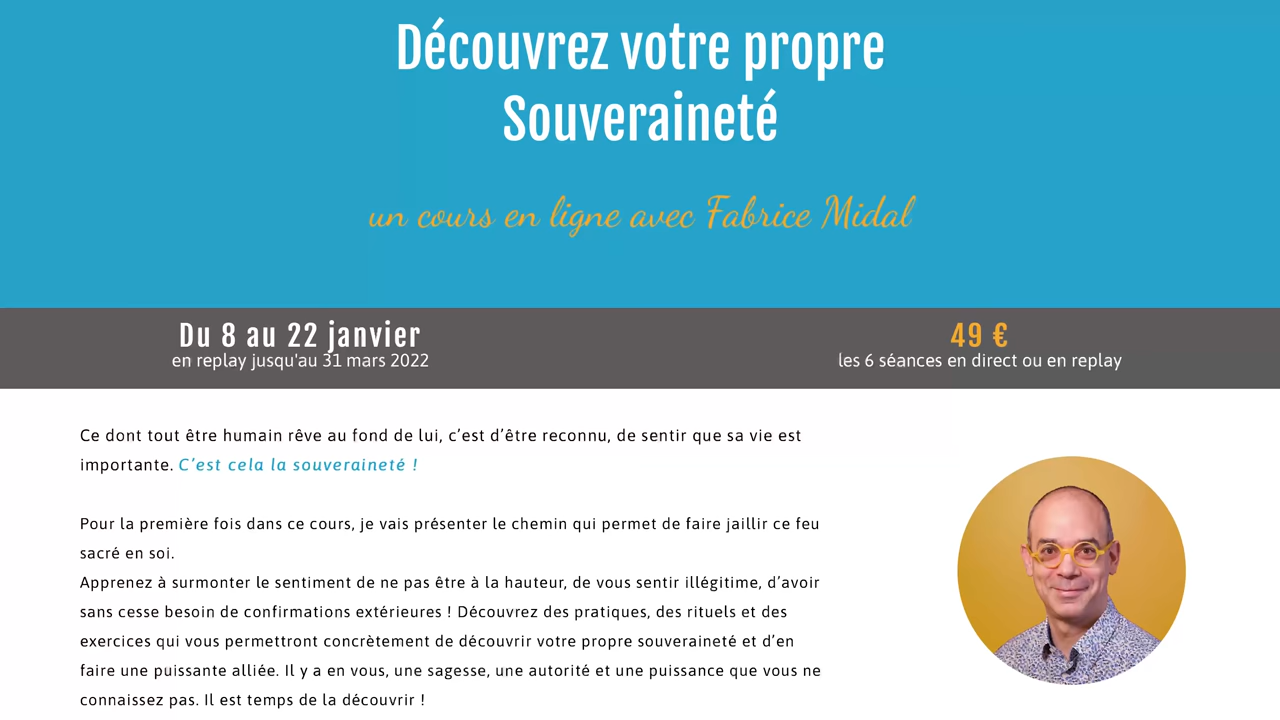 Découvrez votre propre
Souveraineté
un cours en ligne avec Fabrice Midal
Du 8 au 22 janvier
en replay jusqu'au 31 mars 2022
49 €
les 6 séances en direct ou en replay
Ce dont tout être humain rêve au fond de lui, c’est d’être reconnu, de sentir que sa vie est
importante. C’est cela la souveraineté !
Pour la première fois dans ce cours, je vais présenter le chemin qui permet de faire jaillir ce feu
sacré en soi.
Apprenez à surmonter le sentiment de ne pas être à la hauteur, de vous sentir illégitime, d’avoir
sans cesse besoin de confirmations extérieures ! Découvrez des pratiques, des rituels et des
exercices qui vous permettront concrètement de découvrir votre propre souveraineté et d’en
faire une puissante alliée. Il y a en vous, une sagesse, une autorité et une puissance que vous ne
connaissez pas. Il est temps de la découvrir !